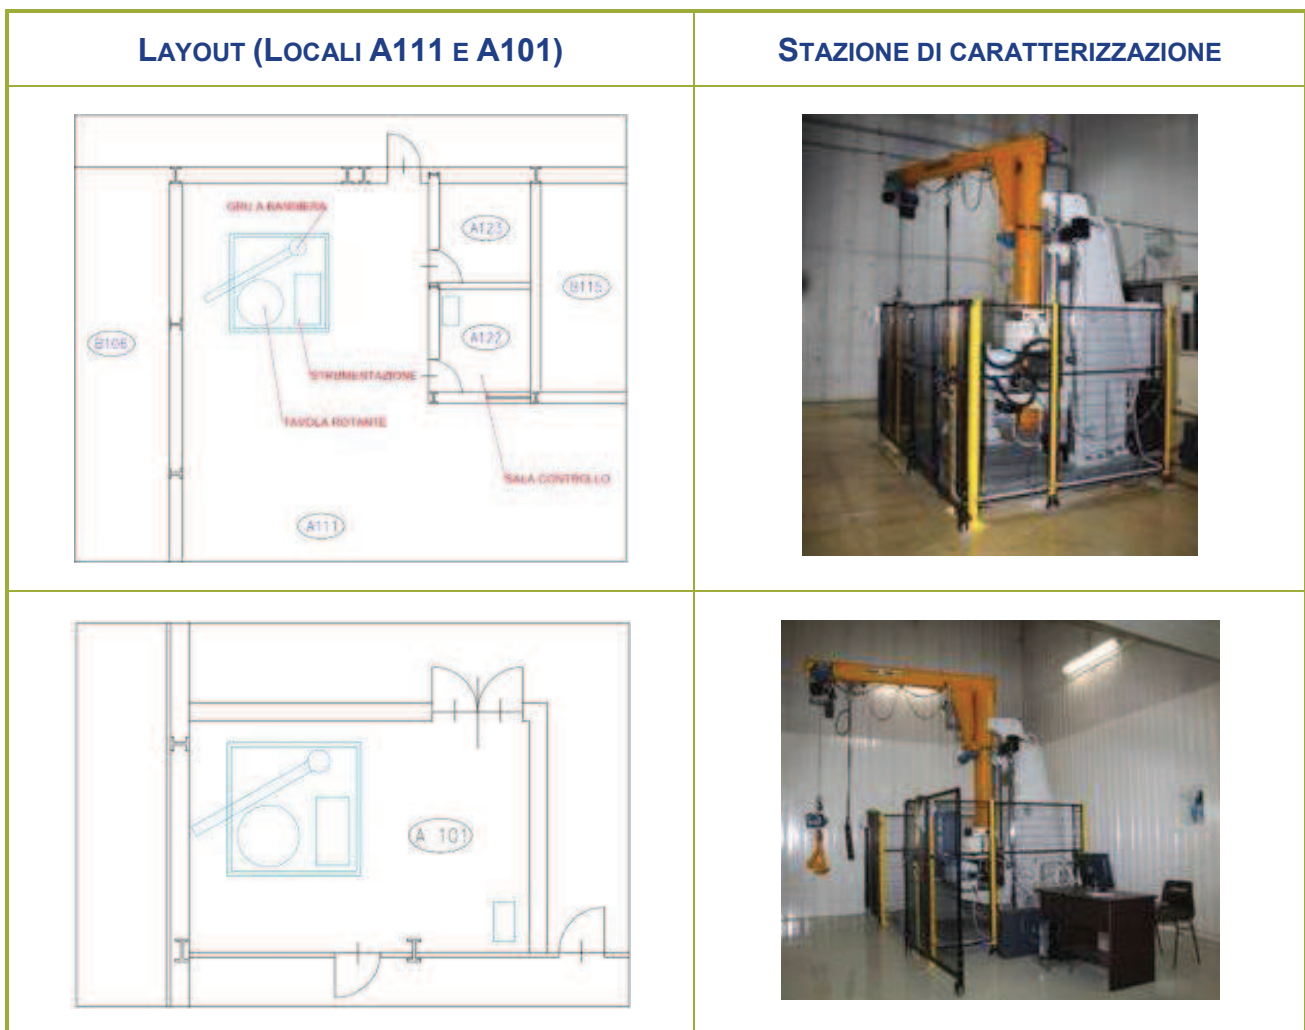 LAYOUT (LOCALI A111 E A101)
STAZIONE DI CARATTERIZZAZIONE
GRU A BANDIERA
A123
B115
B106
A122
STRUMENTAZIONE
TAVOLA ROTANTE
SALA CONTROLLO
A111
A 101